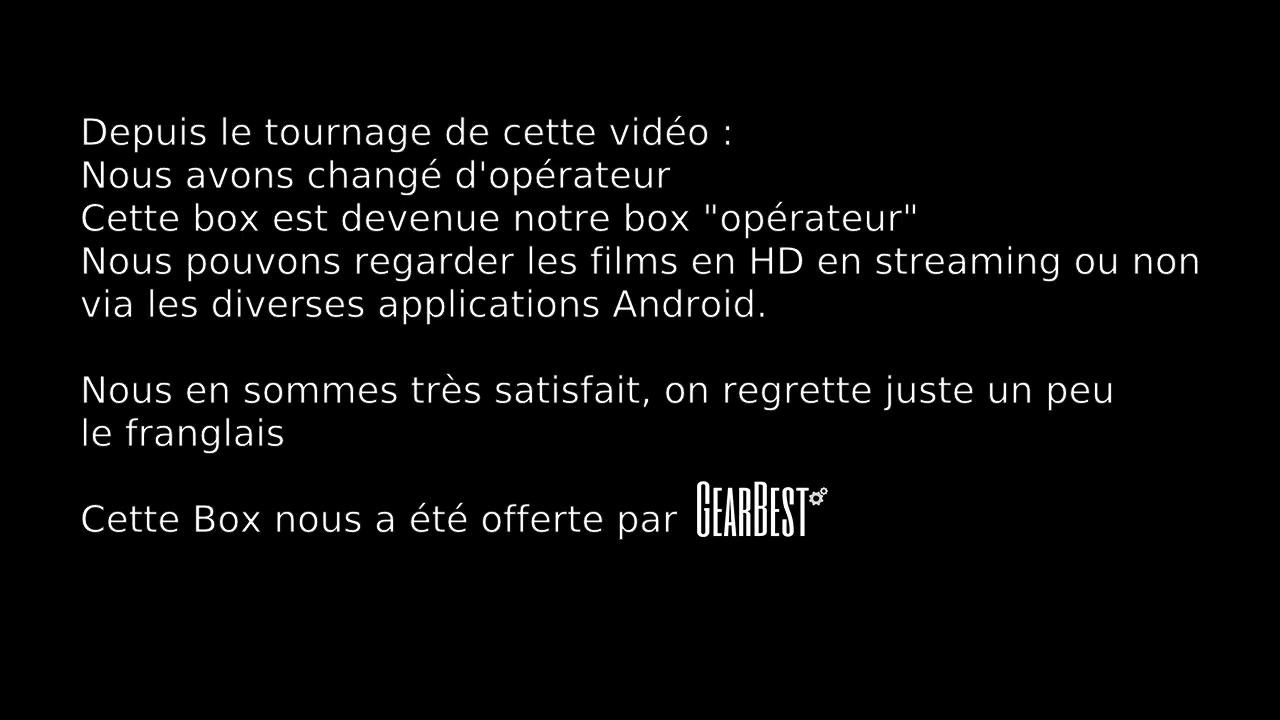 Depuis le tournage de cette vidéo :
Nous avons changé d'opérateur
Cette box est devenue notre box "opérateur"
Nous pouvons regarder les films en HD en streaming ou non
via les diverses applications Android.
Nous en sommes très satisfait, on regrette juste un peu
le franglais
Cette Box nous a été offerte par GEARBEST